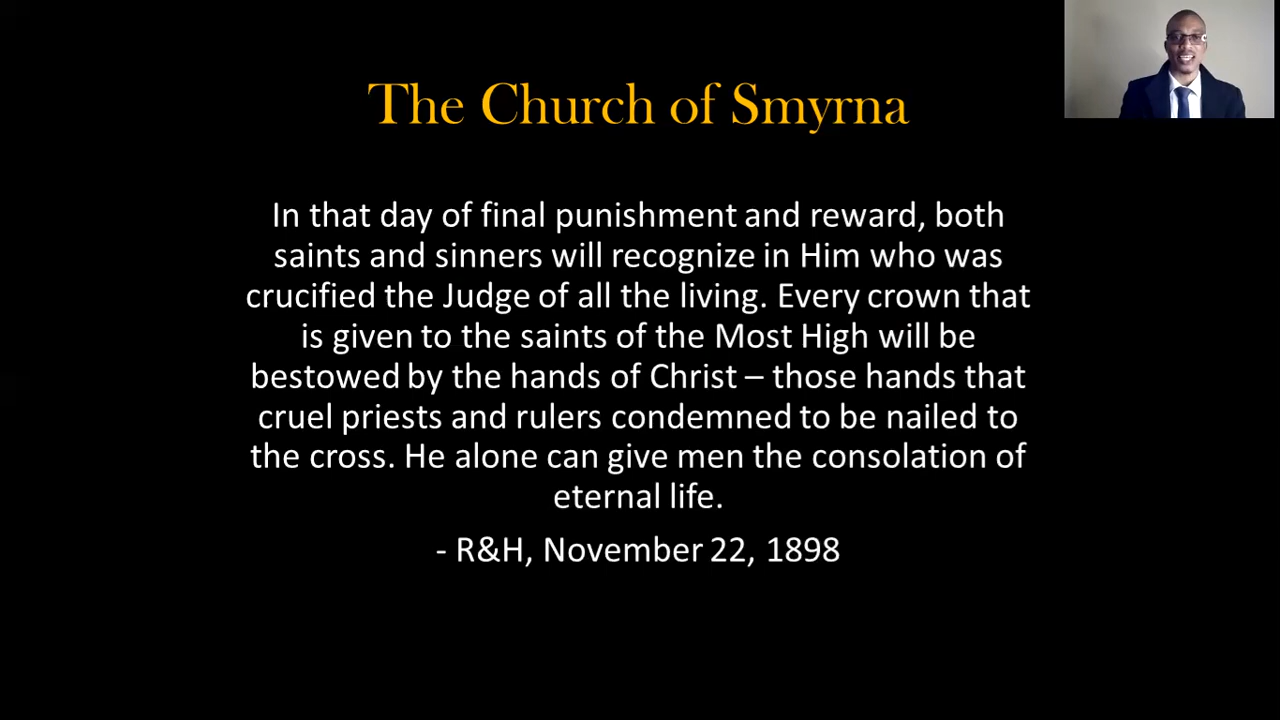 The Church of Smyrna
In that day of final punishment and reward, both
saints and sinners will recognize in Him who was
crucified the Judge of all the living. Every crown that
is given to the saints of the Most High will be
bestowed by the hands of Christ – those hands that
cruel priests and rulers condemned to be nailed to
the cross. He alone can give men the consolation of
eternal life.
- R&H, November 22, 1898